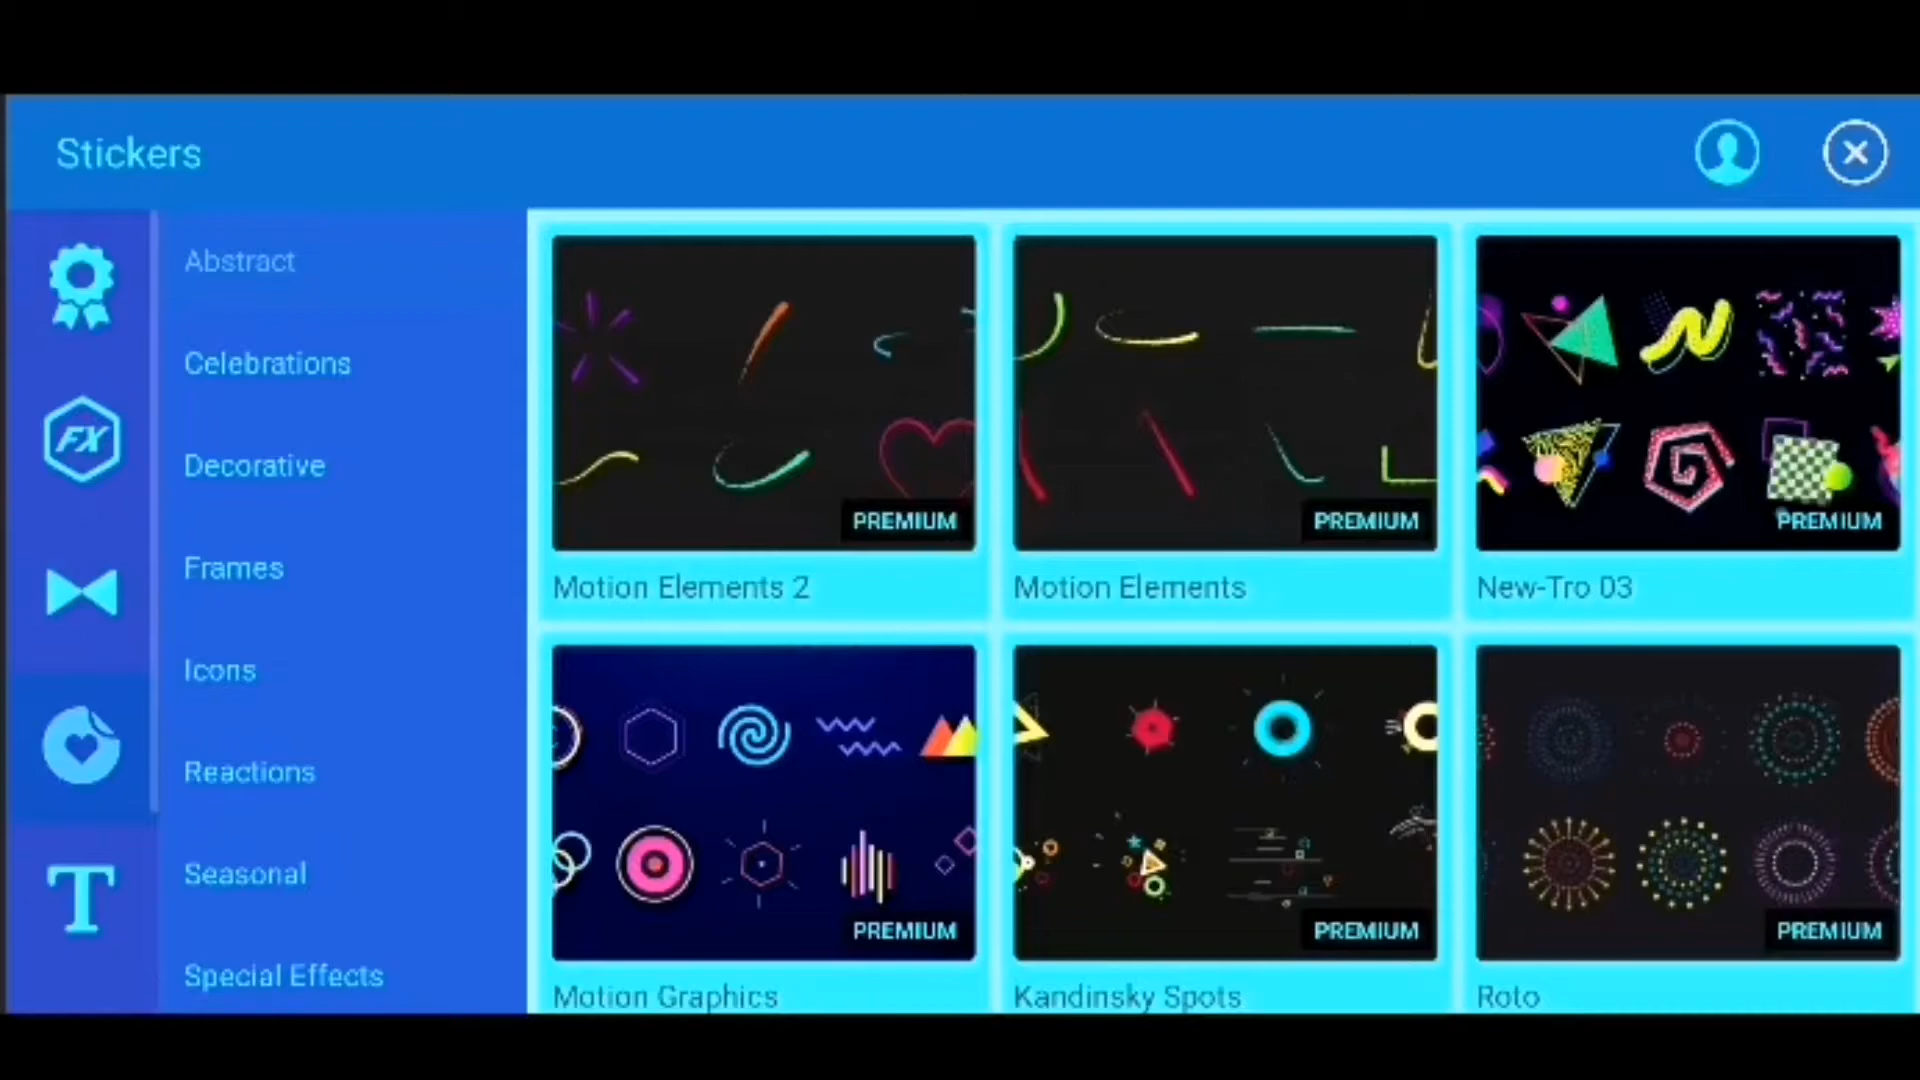 Stickers
Abstract
Celebrations
Decorative
Frames
Icons
Reactions
Seasonal
Special Effects
FX
T
PREMIUM
Motion Elements 2
PREMIUM
Motion Elements
PREMIUM
New-Tro 03
PREMIUM
Motion Graphics
PREMIUM
Kandinsky Spots
PREMIUM
Roto